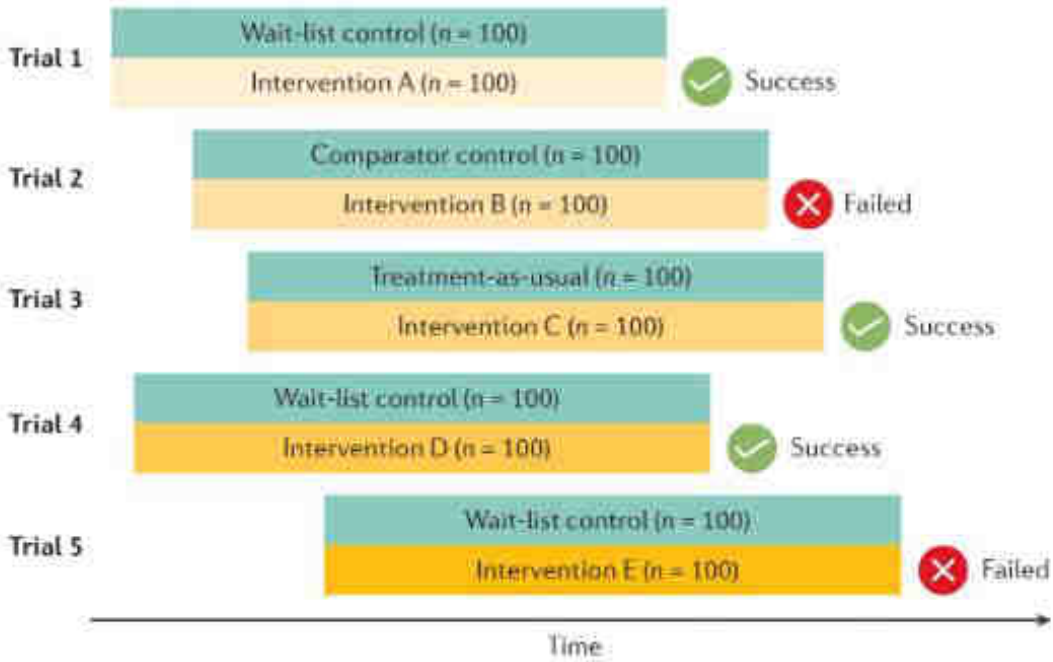 Wait-list control (n = 100)
Trial 1
Intervention A (n = 100)
Success
Comparator control (n = 100)
Trial 2
Intervention B (n = 100)
Failed
Treatment-as-usual (n = 100)
Trial 3
Intervention C (n = 100)
Success
Wait-list control (n = 100)
Trial 4
Intervention D (n = 100)
Success
Wait-list control (n = 100)
Trial 5
Intervention E (n = 100)
Failed
Time